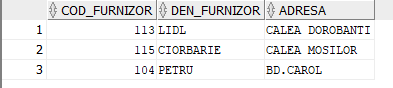 COD_FURNIZOR DEN_FURNIZOR ADRESA
1 113 LIDL CALEA DOROBANTI
2 115 CIORBARIE CALEA MOSILOR
3 104 PETRU BD.CAROL